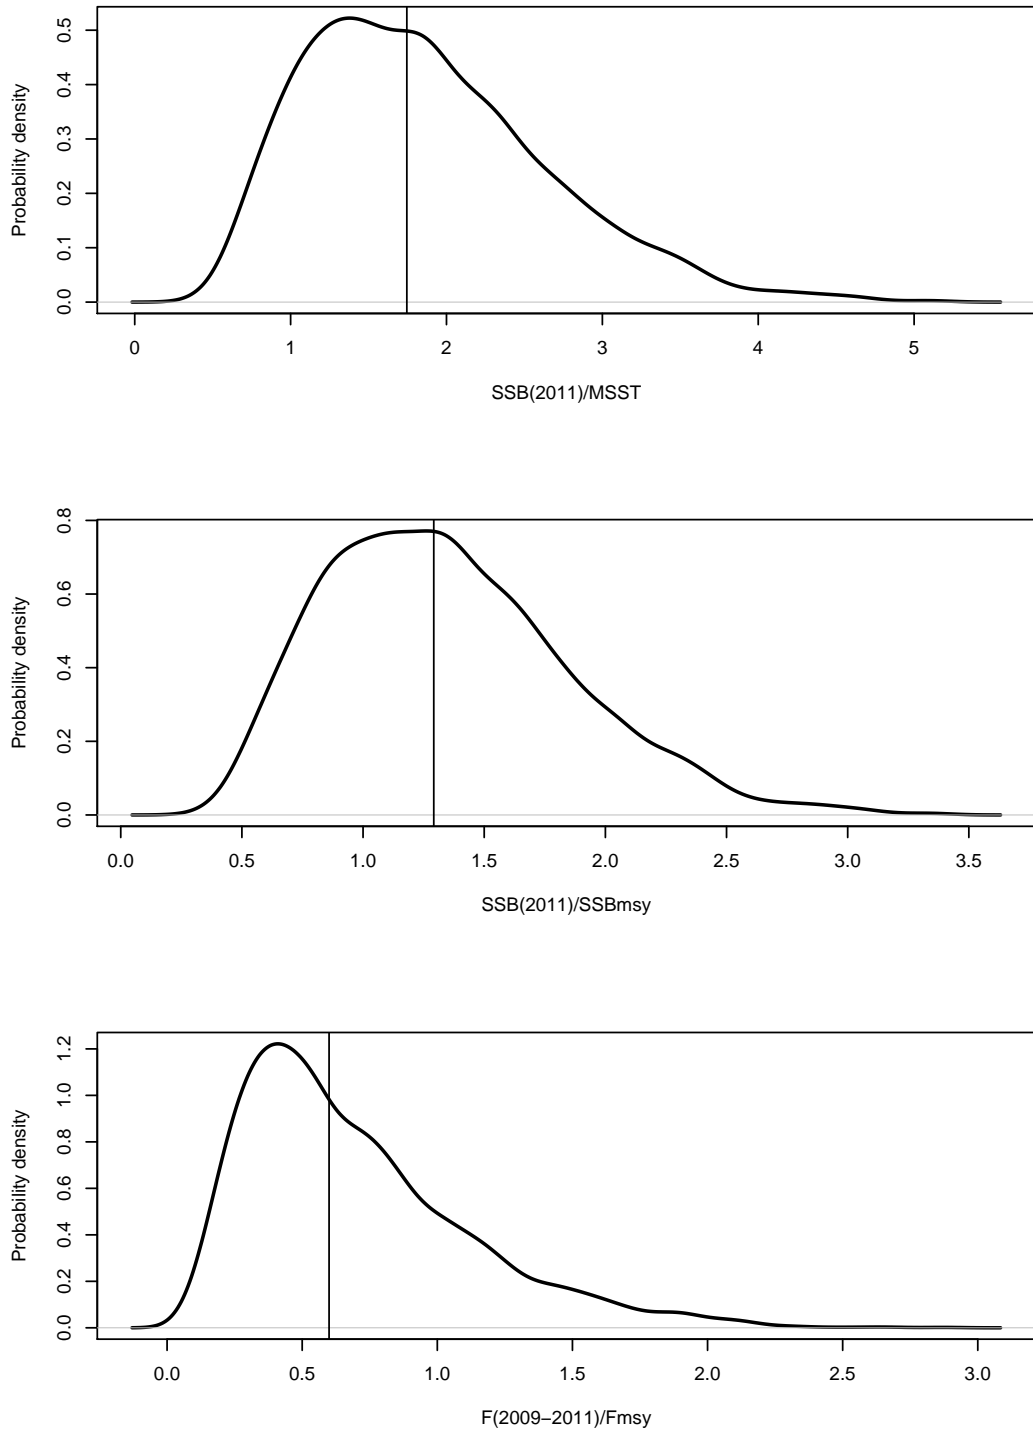 Probability density
0.0 0.1 0.2 0.3 0.4 0.5
0 1 2 3 4 5
SSB(2011)/MSST
Probability density
0.0 0.2 0.4 0.6 0.8
0.0 0.5 1.0 1.5 2.0 2.5 3.0 3.5
SSB(2011)/SSBmsy
Probability density
0.0 0.2 0.4 0.6 0.8 1.0 1.2
0.0 0.5 1.0 1.5 2.0 2.5 3.0
F(2009−2011)/Fmsy